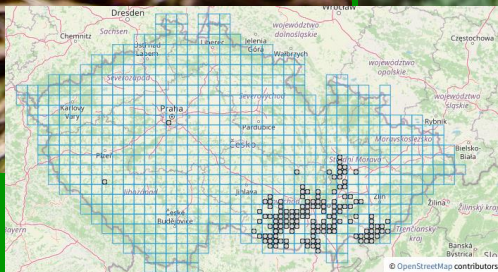 Dresden
Wrocław
Chemnitz
Sachsen
Ústí nad
Labem
Liberec
Jelenia
Góra
Wałbrzych
województwo
dolnośląskie
Częstochowa
województwo
opolskie
województwo
śląskie
Severozápad
Severovýchod
Karlovy
Vary
Praha
Pardubice
Česko
Rybnik
Moravskoslezsko
Bielsko-
Biała
Plzeň
Jihozápad
Jihlava
České
Budějovice
Střední Morava
Zlín
Žilina
Žilinský kraj
Trenčiansky
kraj
Banská
Bystrica
© OpenStreetMap contributors